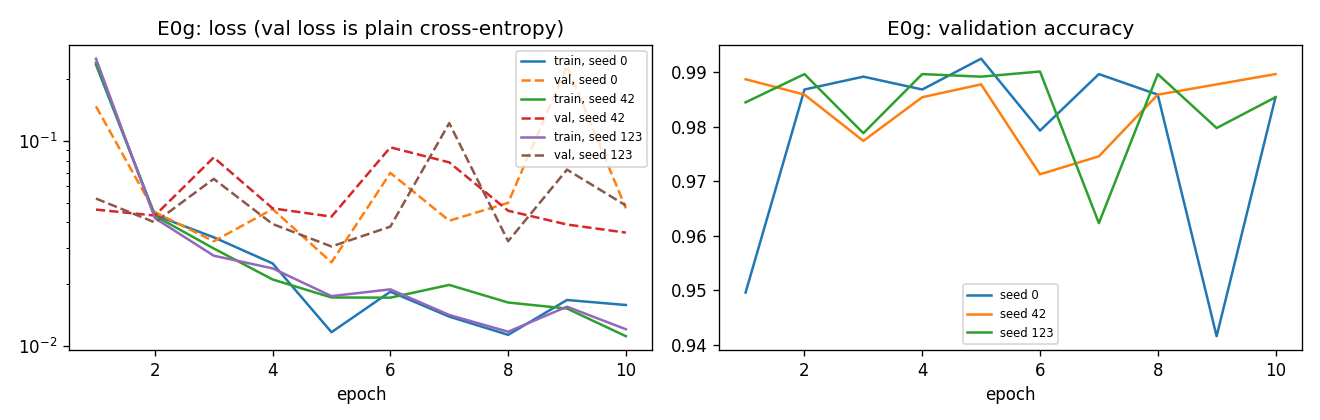 E0g: loss (val loss is plain cross-entropy)
10⁻¹
10⁻²
train, seed 0
val, seed 0
train, seed 42
val, seed 42
train, seed 123
val, seed 123
2 4 6 8 10
epoch
E0g: validation accuracy
0.99
0.98
0.97
0.96
0.95
0.94
seed 0
seed 42
seed 123
2 4 6 8 10
epoch